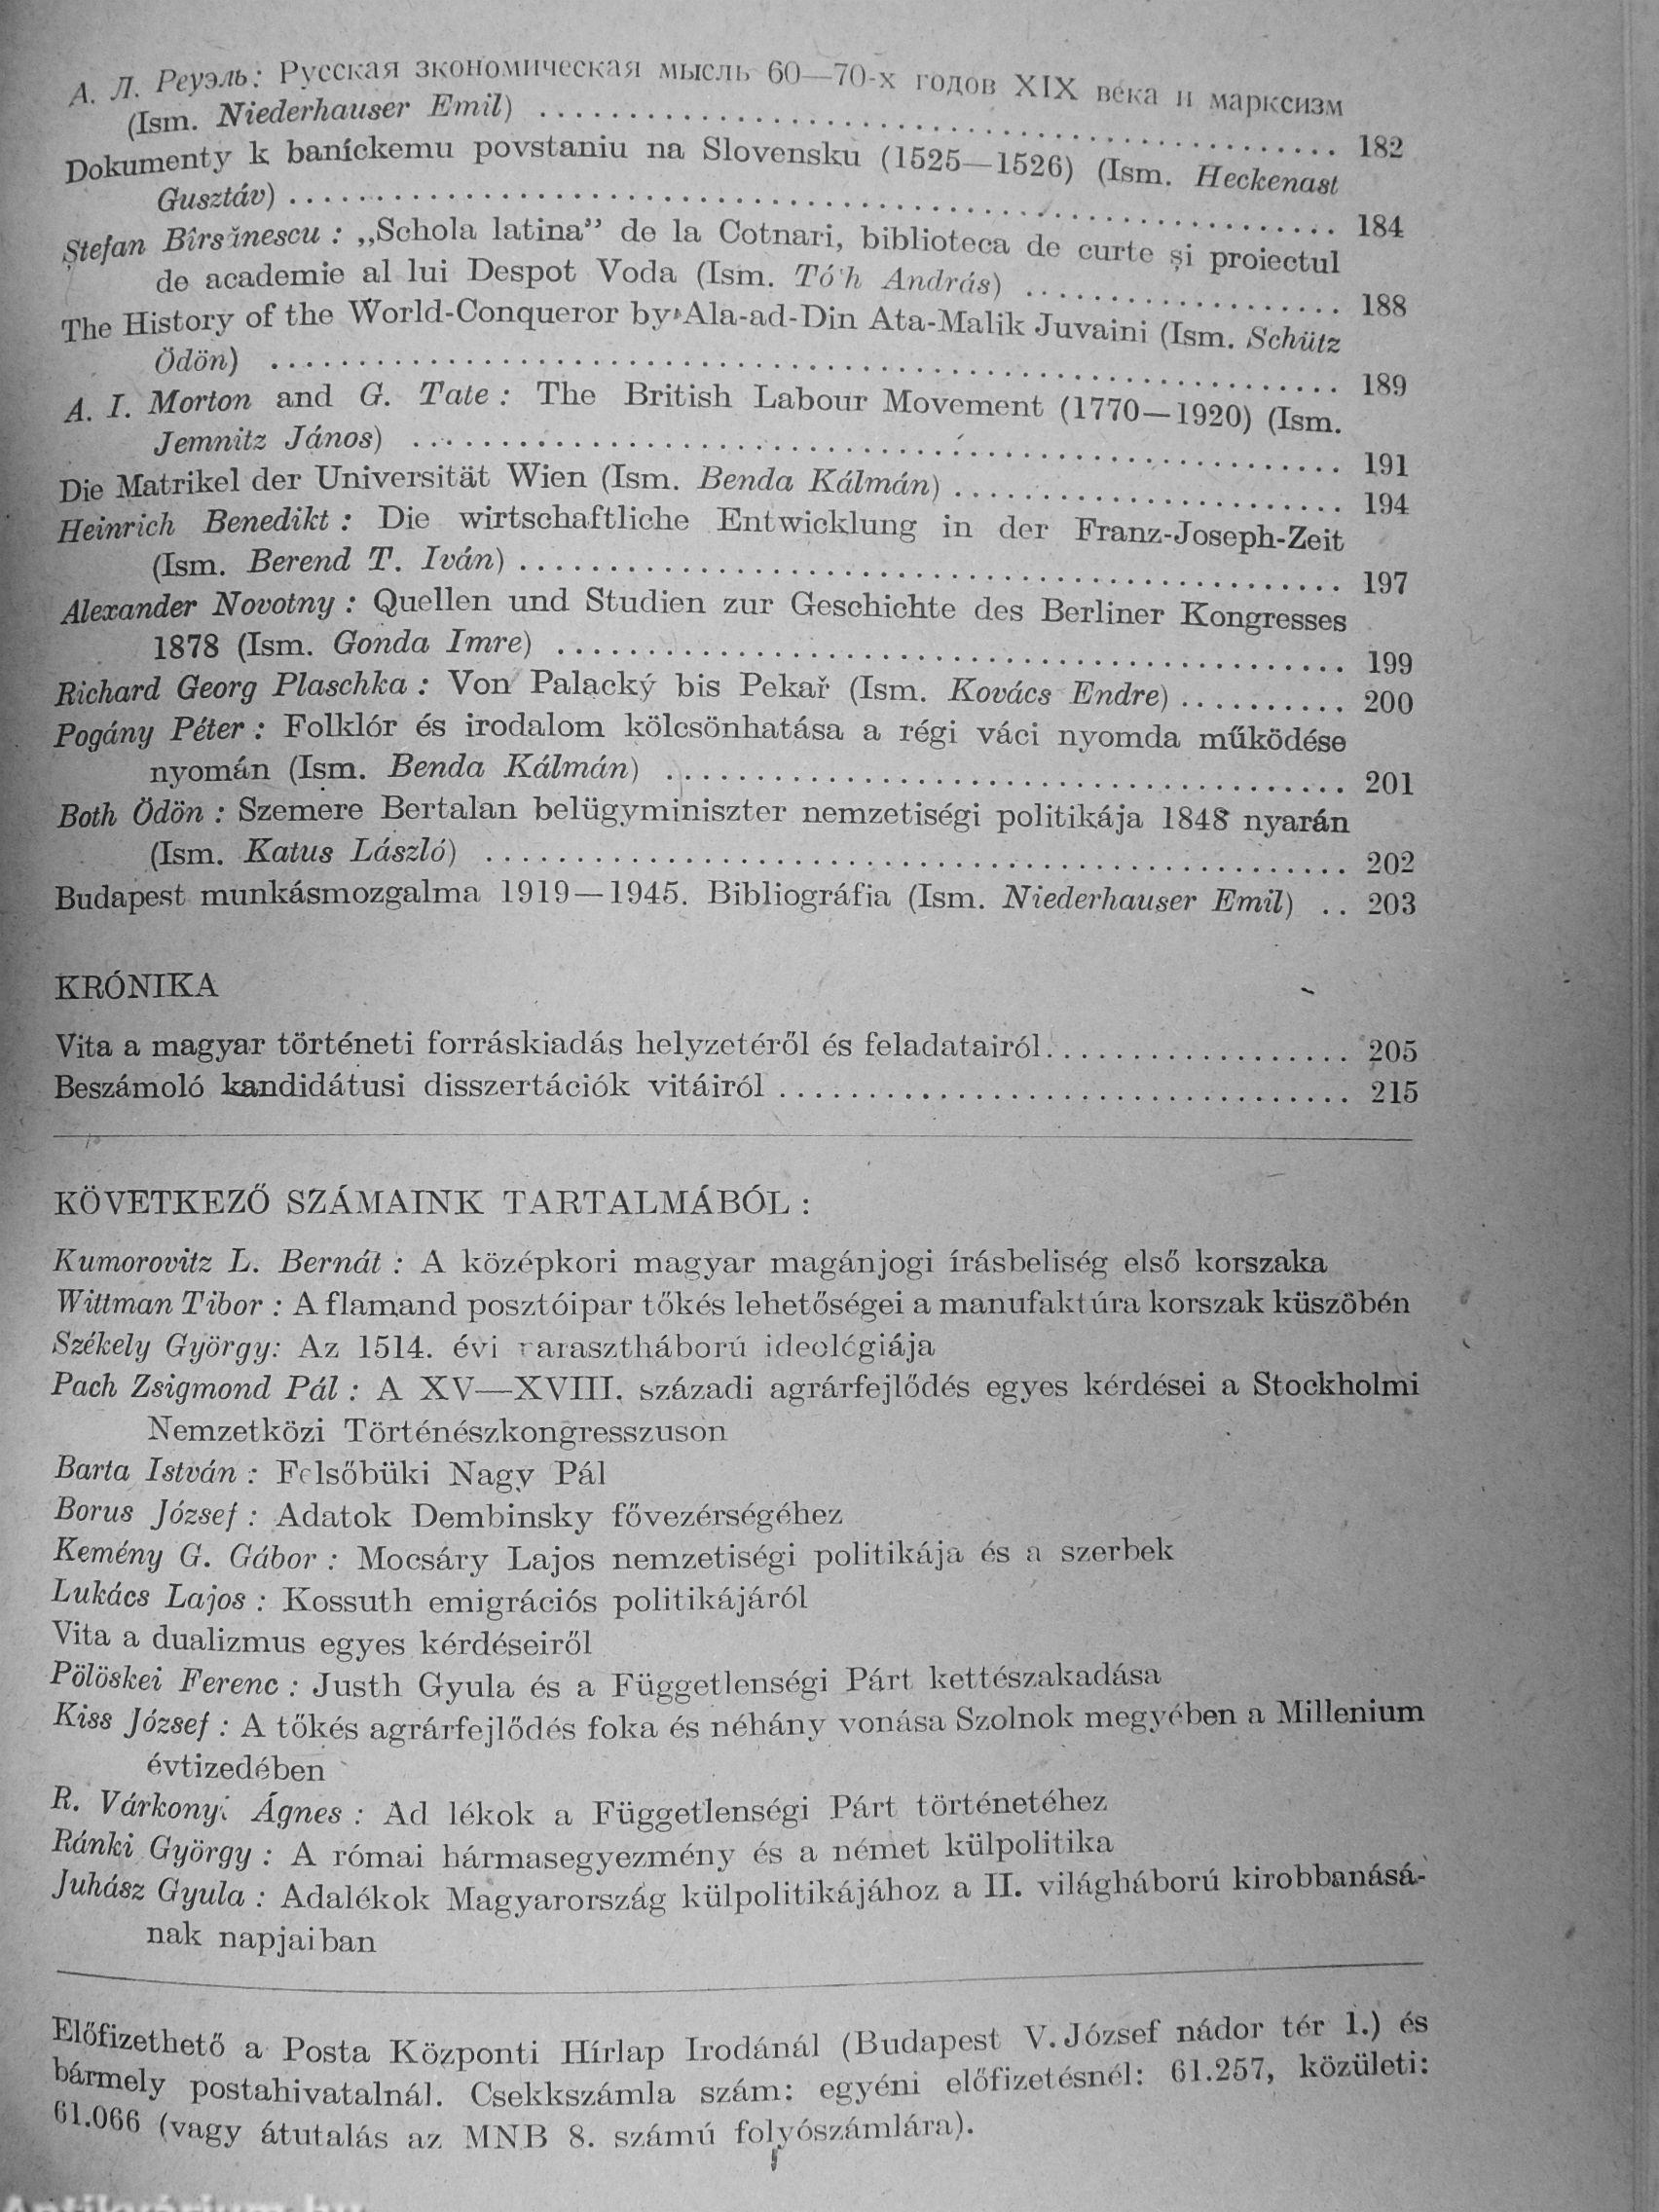 А. Л. Реуэль: Русская зкономическая мысль 60—70-х годов XIX века и марксизм
(Ism. Niederhauser Emil) .......... 182
Dokumenty k baníckemu povstaniu na Slovensku (1525—1526) (Ism. Heckenast
Gusztáv) .......... 184
Ștefan Bîrsănescu : „Schola latina” de la Cotnari, biblioteca de curte și proiectul
de academie al lui Despot Voda (Ism. Tó h András) .......... 188
The History of the World-Conqueror by Ala-ad-Din Ata-Malik Juvaini (Ism. Schütz
Ödön) .......... 189
A. I. Morton and G. Tate : The British Labour Movement (1770—1920) (Ism.
Jemnitz János) .......... 191
Die Matrikel der Universität Wien (Ism. Benda Kálmán) .......... 194
Heinrich Benedikt : Die wirtschaftliche Entwicklung in der Franz-Joseph-Zeit
(Ism. Berend T. Iván) .......... 197
Alexander Novotny : Quellen und Studien zur Geschichte des Berliner Kongresses
1878 (Ism. Gonda Imre) .......... 199
Richard Georg Plaschka : Von Palacký bis Pekař (Ism. Kovács Endre) .......... 200
Pogány Péter : Folklór és irodalom kölcsönhatása a régi váci nyomda működése
nyomán (Ism. Benda Kálmán) .......... 201
Both Ödön : Szemere Bertalan belügyminiszter nemzetiségi politikája 1848 nyarán
(Ism. Katus László) .......... 202
Budapest munkásmozgalma 1919—1945. Bibliográfia (Ism. Niederhauser Emil) .. 203
KRÓNIKA
Vita a magyar történeti forráskiadás helyzetéről és feladatairól .......... 205
Beszámoló kandidátusi disszertációk vitáiról .......... 215
KÖVETKEZŐ SZÁMAINK TARTALMÁBÓL :
Kumorovitz L. Bernát : A középkori magyar magánjogi írásbeliség első korszaka
Wittman Tibor : A flamand posztóipar tőkés lehetőségei a manufaktúra korszak küszöbén
Székely György: Az 1514. évi parasztháború ideológiája
Pach Zsigmond Pál : A XV—XVIII. századi agrárfejlődés egyes kérdései a Stockholmi
Nemzetközi Történészkongresszuson
Barta István : Felsőbüki Nagy Pál
Borus József : Adatok Dembinsky fővezérségéhez
Kemény G. Gábor : Mocsáry Lajos nemzetiségi politikája és a szerbek
Lukács Lajos : Kossuth emigrációs politikájáról
Vita a dualizmus egyes kérdéseiről
Pölöskei Ferenc : Justh Gyula és a Függetlenségi Párt kettészakadása
Kiss József : A tőkés agrárfejlődés foka és néhány vonása Szolnok megyében a Millenium
évtizedében
R. Várkonyi Ágnes : Ad lékok a Függetlenségi Párt történetéhez
Ránki György : A római hármasegyezmény és a német külpolitika
Juhász Gyula : Adalékok Magyarország külpolitikájához a II. világháború kirobbanásá-
nak napjaiban
Előfizethető a Posta Központi Hírlap Irodánál (Budapest V. József nádor tér 1.) és
bármely postahivatalnál. Csekkszámla szám: egyéni előfizetésnél: 61.257, közületi:
61.066 (vagy átutalás az MNB 8. számú folyószámlára).